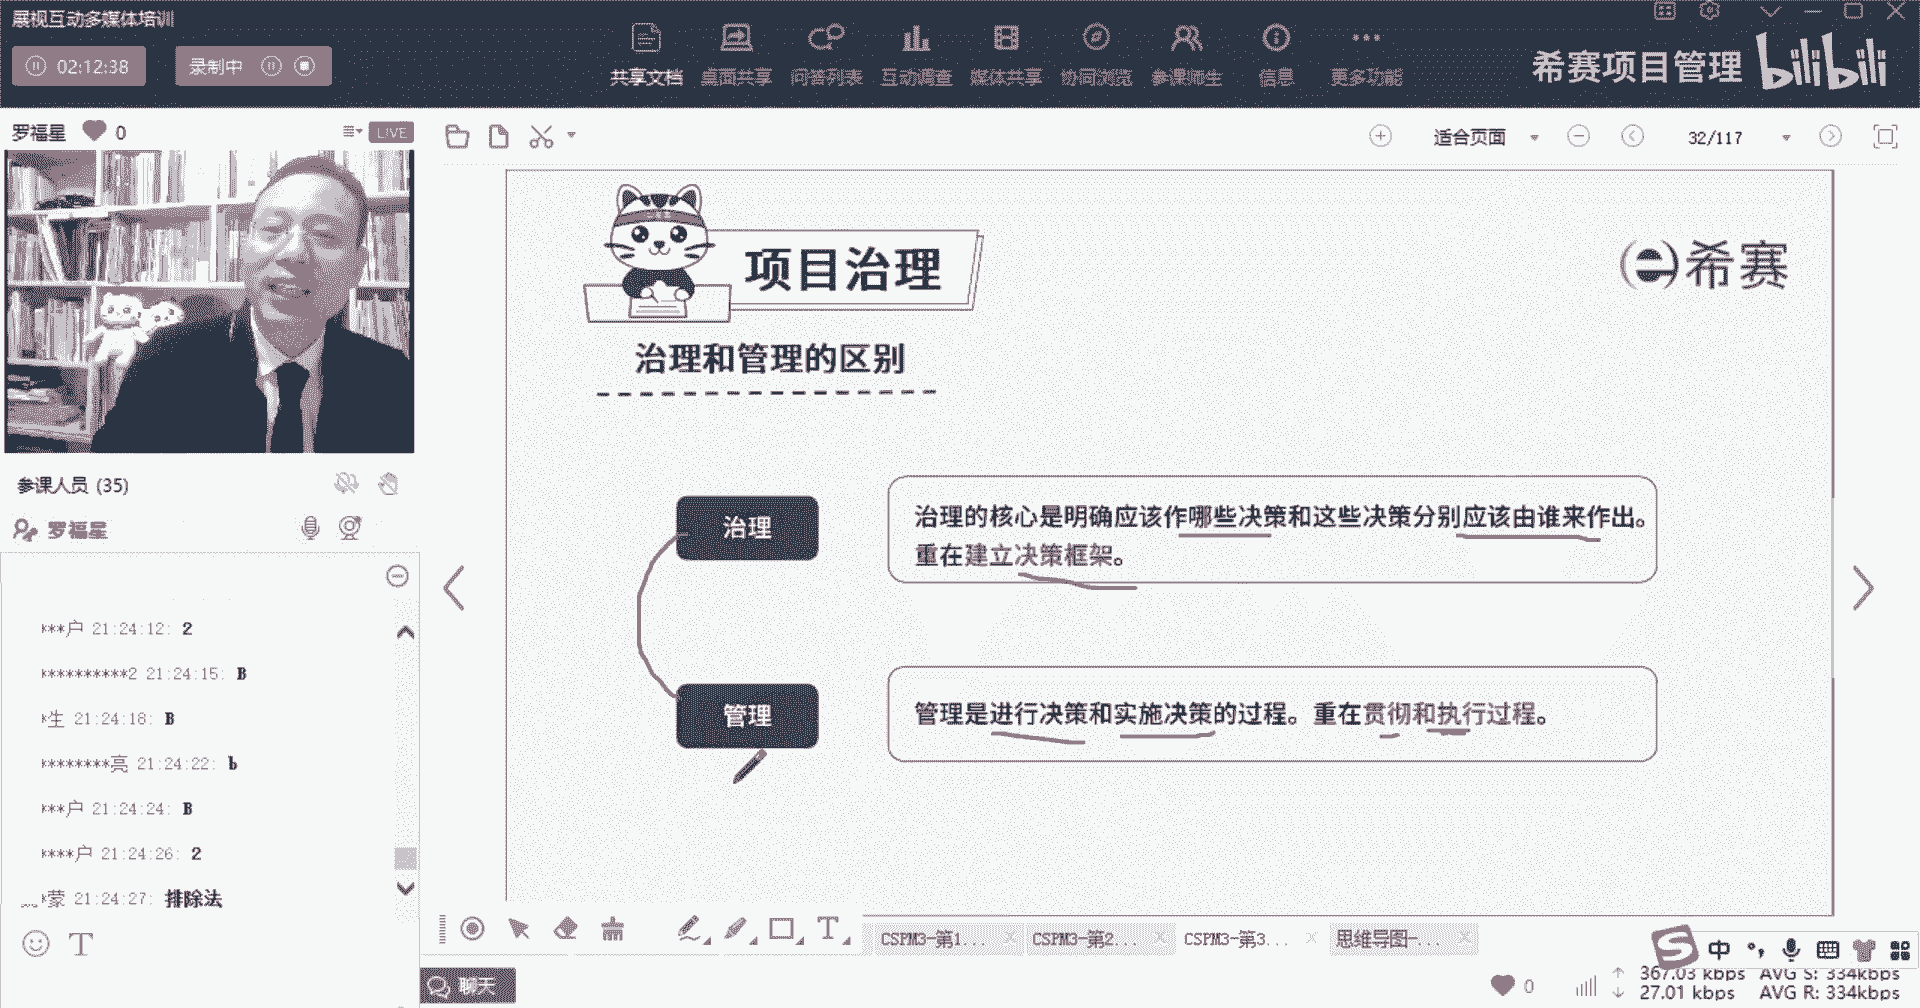 展视互动多媒体培训
02:12:38
录制中
共享文档
桌面共享
问答列表
互动调查
媒体共享
协同浏览
参课师生
信息
更多功能
希赛项目管理
bilibili
罗福星
0
LIVE
适合页面
32/117
参课人员 (35)
罗福星
项目治理
希赛
治理和管理的区别
治理
治理的核心是明确应该作哪些决策和这些决策分别应该由谁来作出。
重在建立决策框架。
管理
管理是进行决策和实施决策的过程。重在贯彻和执行过程。
***户 21:24:12: 2
**********2 21:24:15: B
*生 21:24:18: B
********亮 21:24:22: b
***户 21:24:24: B
****户 21:24:26: 2
*蒙 21:24:27: 排除法
T
T
CSPM3-第1...
CSPM3-第2...
CSPM3-第3...
思维导图-...
聊天
S
中
0
367.03 kbps AVG S: 334kbps
27.01 kbps AVG R: 334kbps